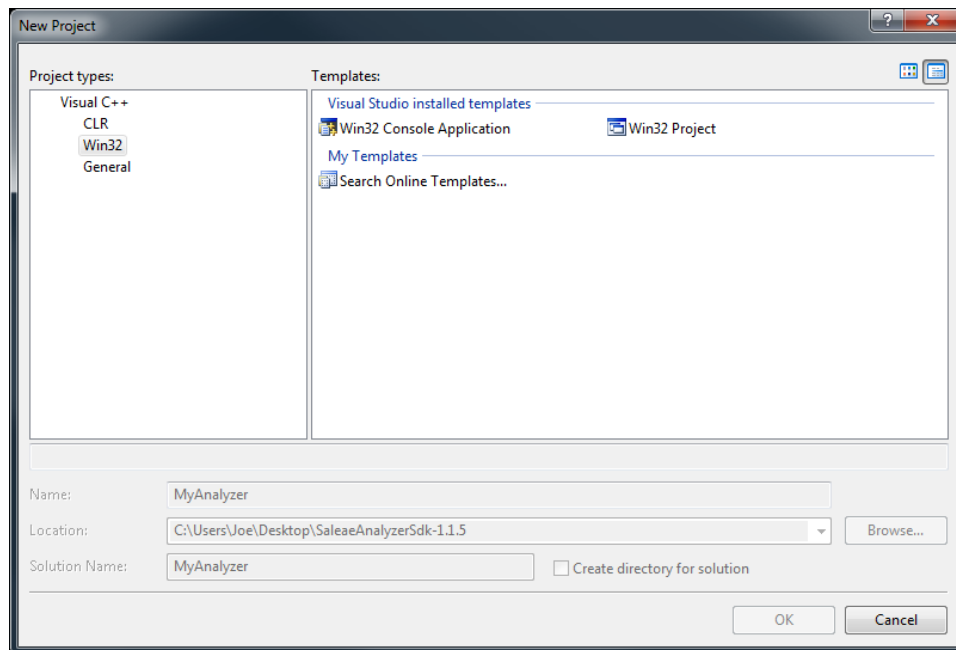 New Project
Project types:
Templates:
Visual C++
CLR
Win32
General
Visual Studio installed templates
Win32 Console Application
Win32 Project
My Templates
Search Online Templates...
Name:
MyAnalyzer
Location:
C:\Users\Joe\Desktop\SaleaeAnalyzerSdk-1.1.5
Browse...
Solution Name:
MyAnalyzer
Create directory for solution
OK
Cancel